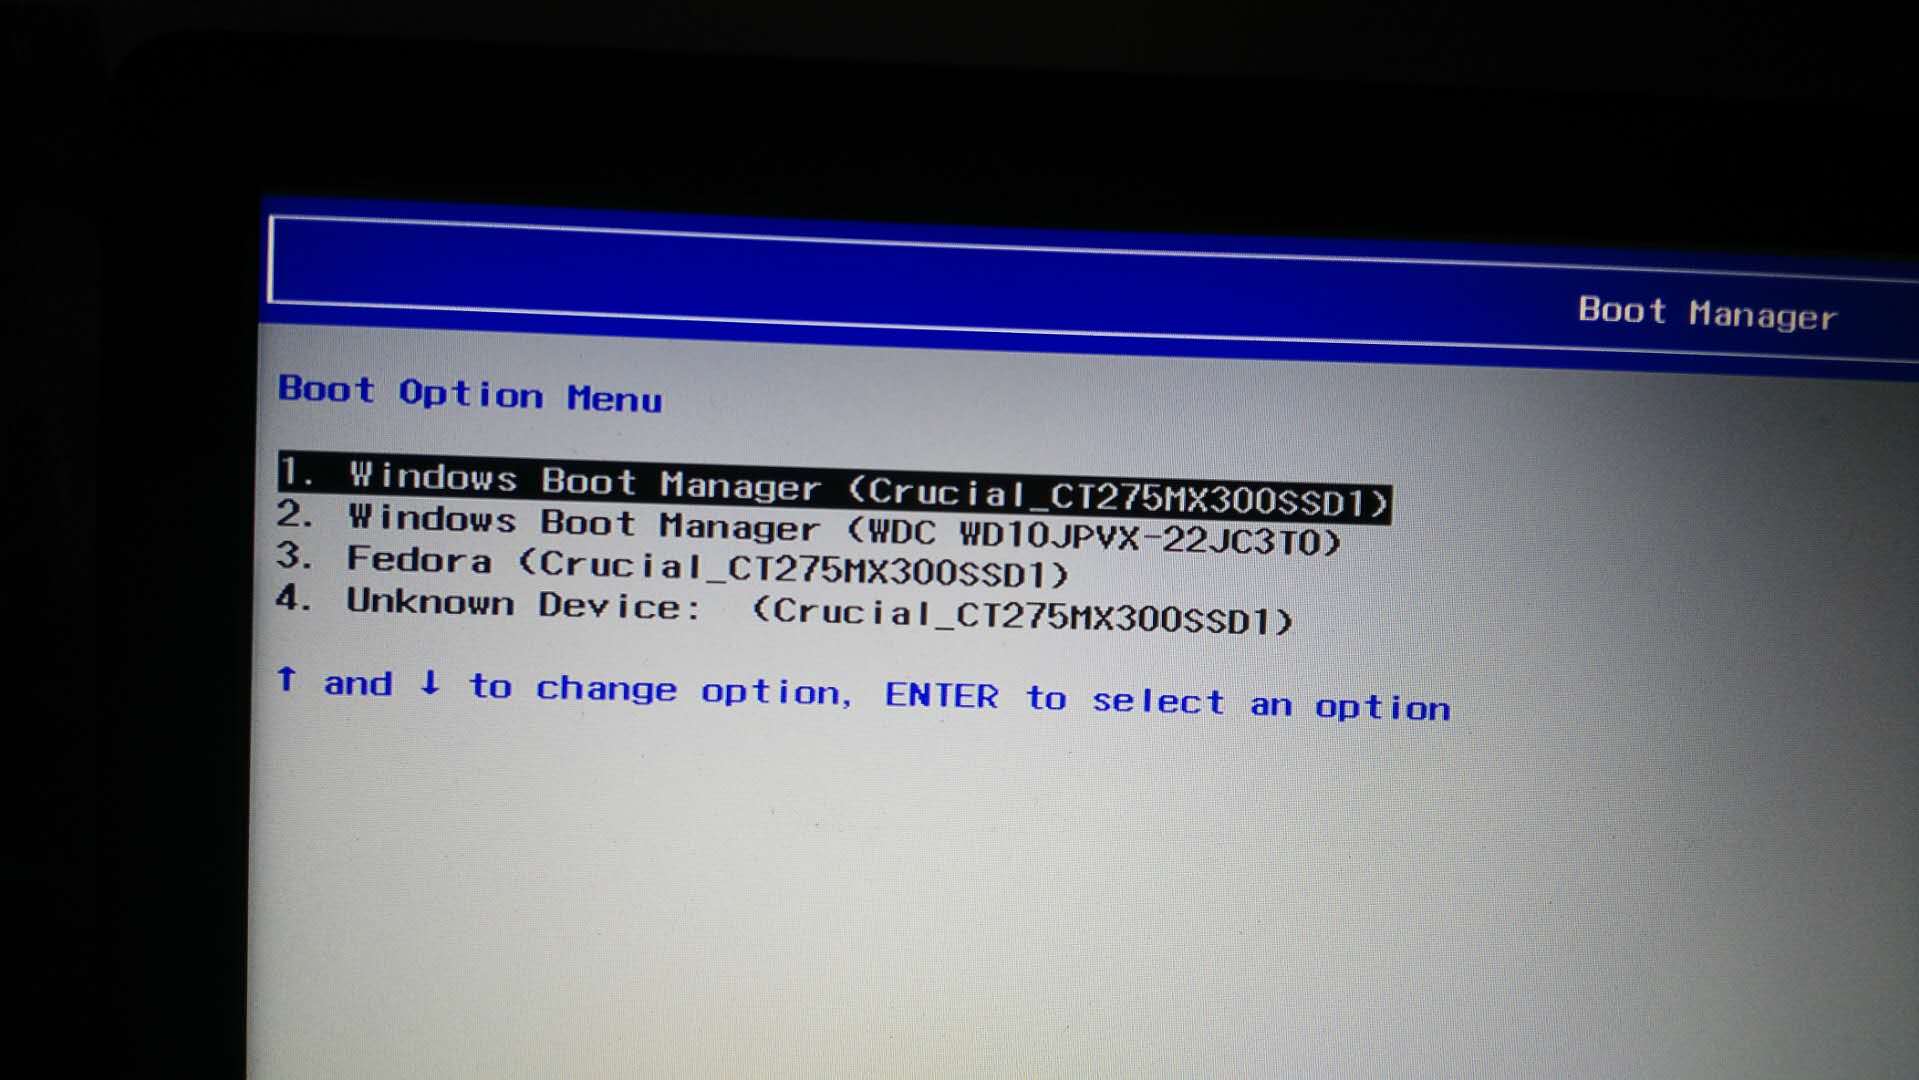 Boot Manager
Boot Option Menu
1. Windows Boot Manager (Crucial_CT275MX300SSD1)
2. Windows Boot Manager (WDC WD10JPVX-22JC3T0)
3. Fedora (Crucial_CT275MX300SSD1)
4. Unknown Device: (Crucial_CT275MX300SSD1)
↑ and ↓ to change option, ENTER to select an option